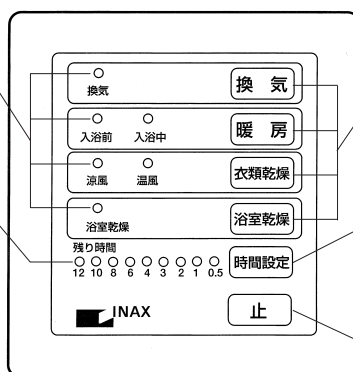 換気
換 気
入浴前 入浴中
暖 房
涼風 温風
衣類乾燥
浴室乾燥
浴室乾燥
残り時間
12 10 8 6 4 3 2 1 0.5
時間設定
INAX
止